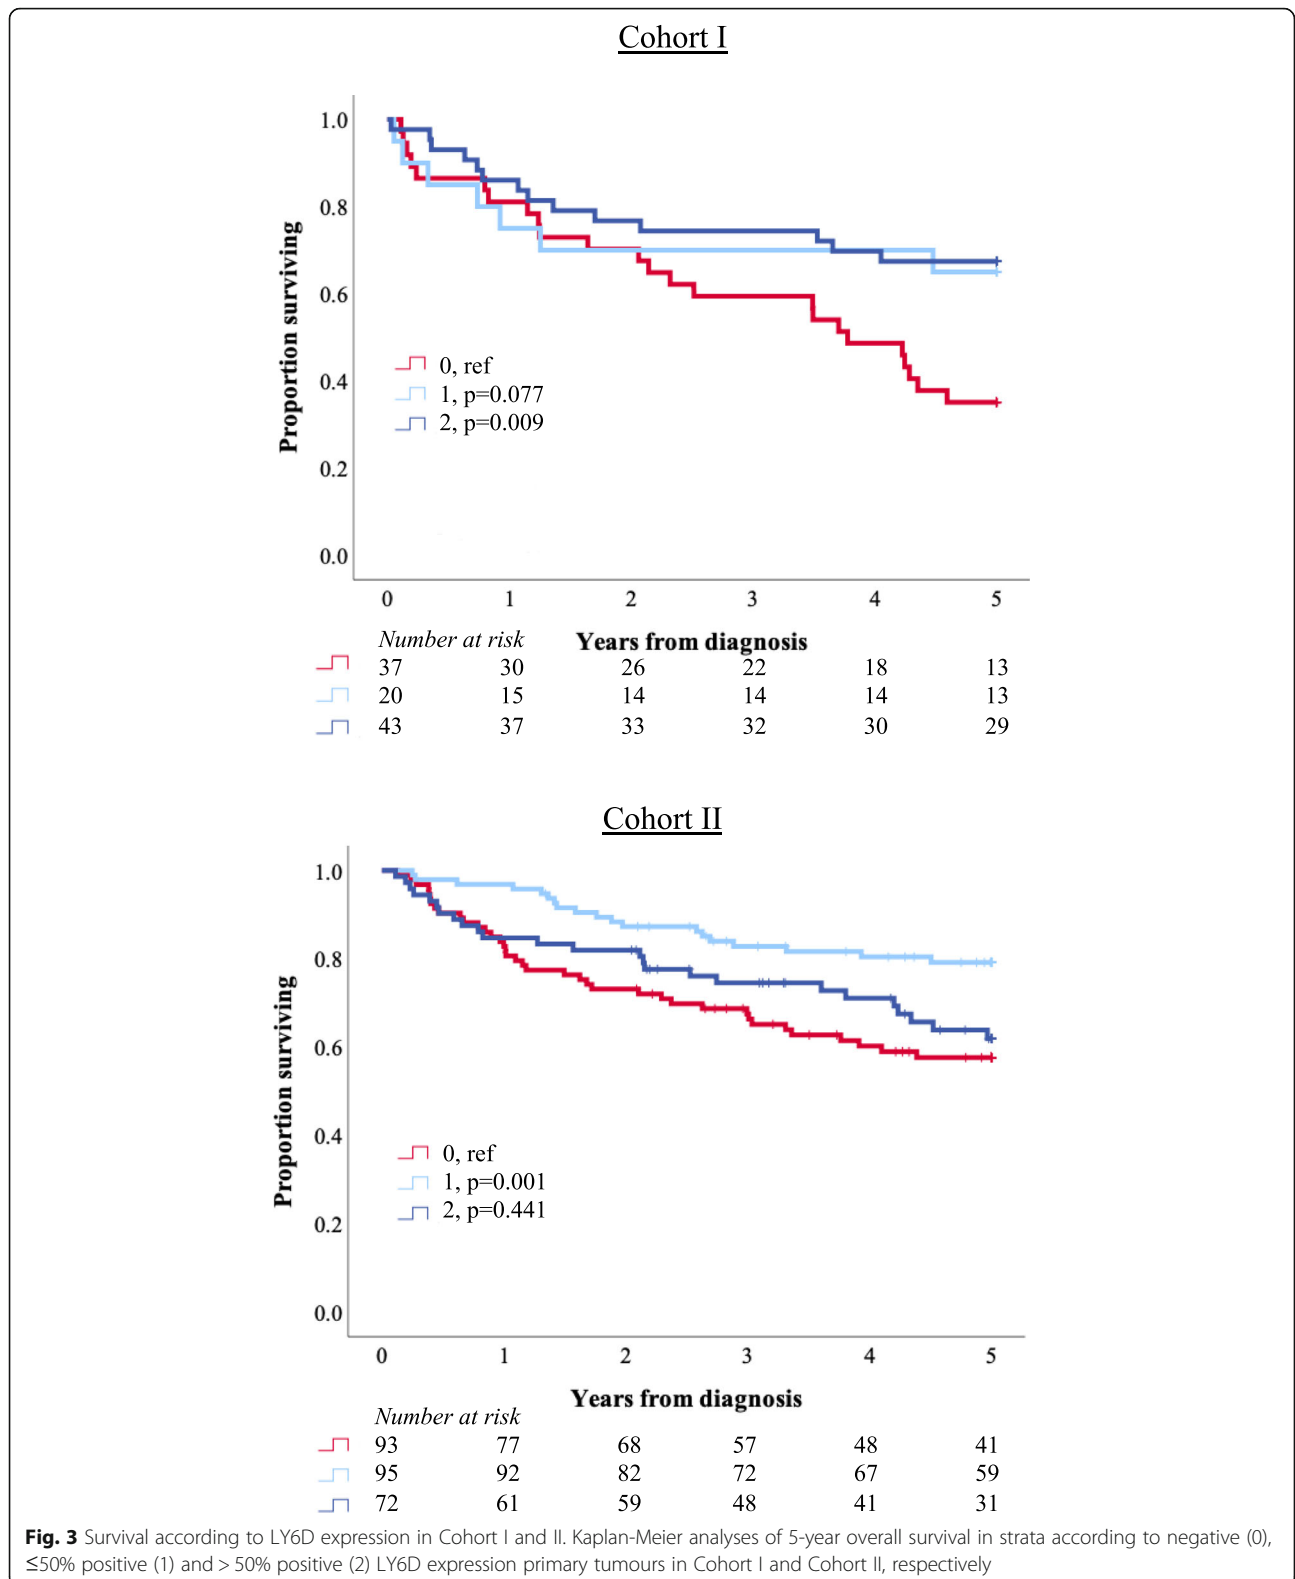 Cohort I
1.0
0.8
0.6
0.4
0.2
0.0
Proportion surviving
0, ref
1, p=0.077
2, p=0.009
0 1 2 3 4 5
Number at risk Years from diagnosis
37 30 26 22 18 13
20 15 14 14 14 13
43 37 33 32 30 29
Cohort II
1.0
0.8
0.6
0.4
0.2
0.0
Proportion surviving
0, ref
1, p=0.001
2, p=0.441
0 1 2 3 4 5
Years from diagnosis
Number at risk
93 77 68 57 48 41
95 92 82 72 67 59
72 61 59 48 41 31
Fig. 3 Survival according to LY6D expression in Cohort I and II. Kaplan-Meier analyses of 5-year overall survival in strata according to negative (0),
≤50% positive (1) and > 50% positive (2) LY6D expression primary tumours in Cohort I and Cohort II, respectively